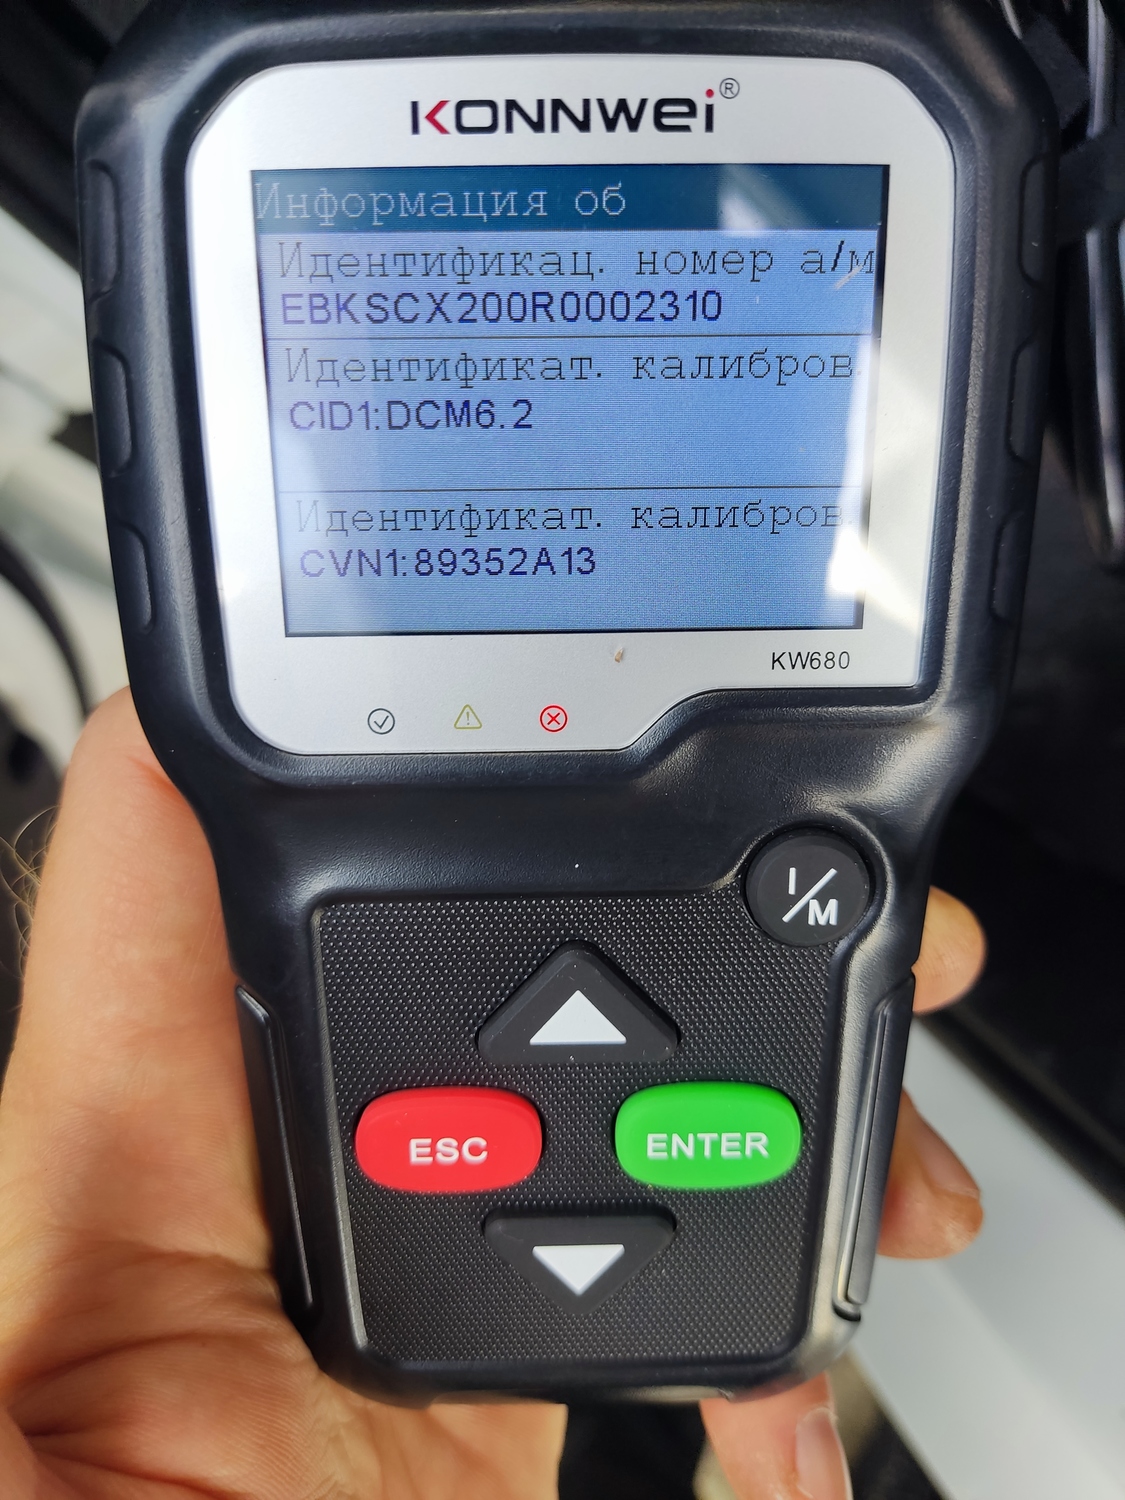 KONNWEI®
Информация об
Идентификац. номер а/м
EBKSCX200R0002310
Идентификат. калибров.
CID1:DCM6.2
Идентификат. калибров.
CVN1:89352A13
KW680
I/M
ESC
ENTER